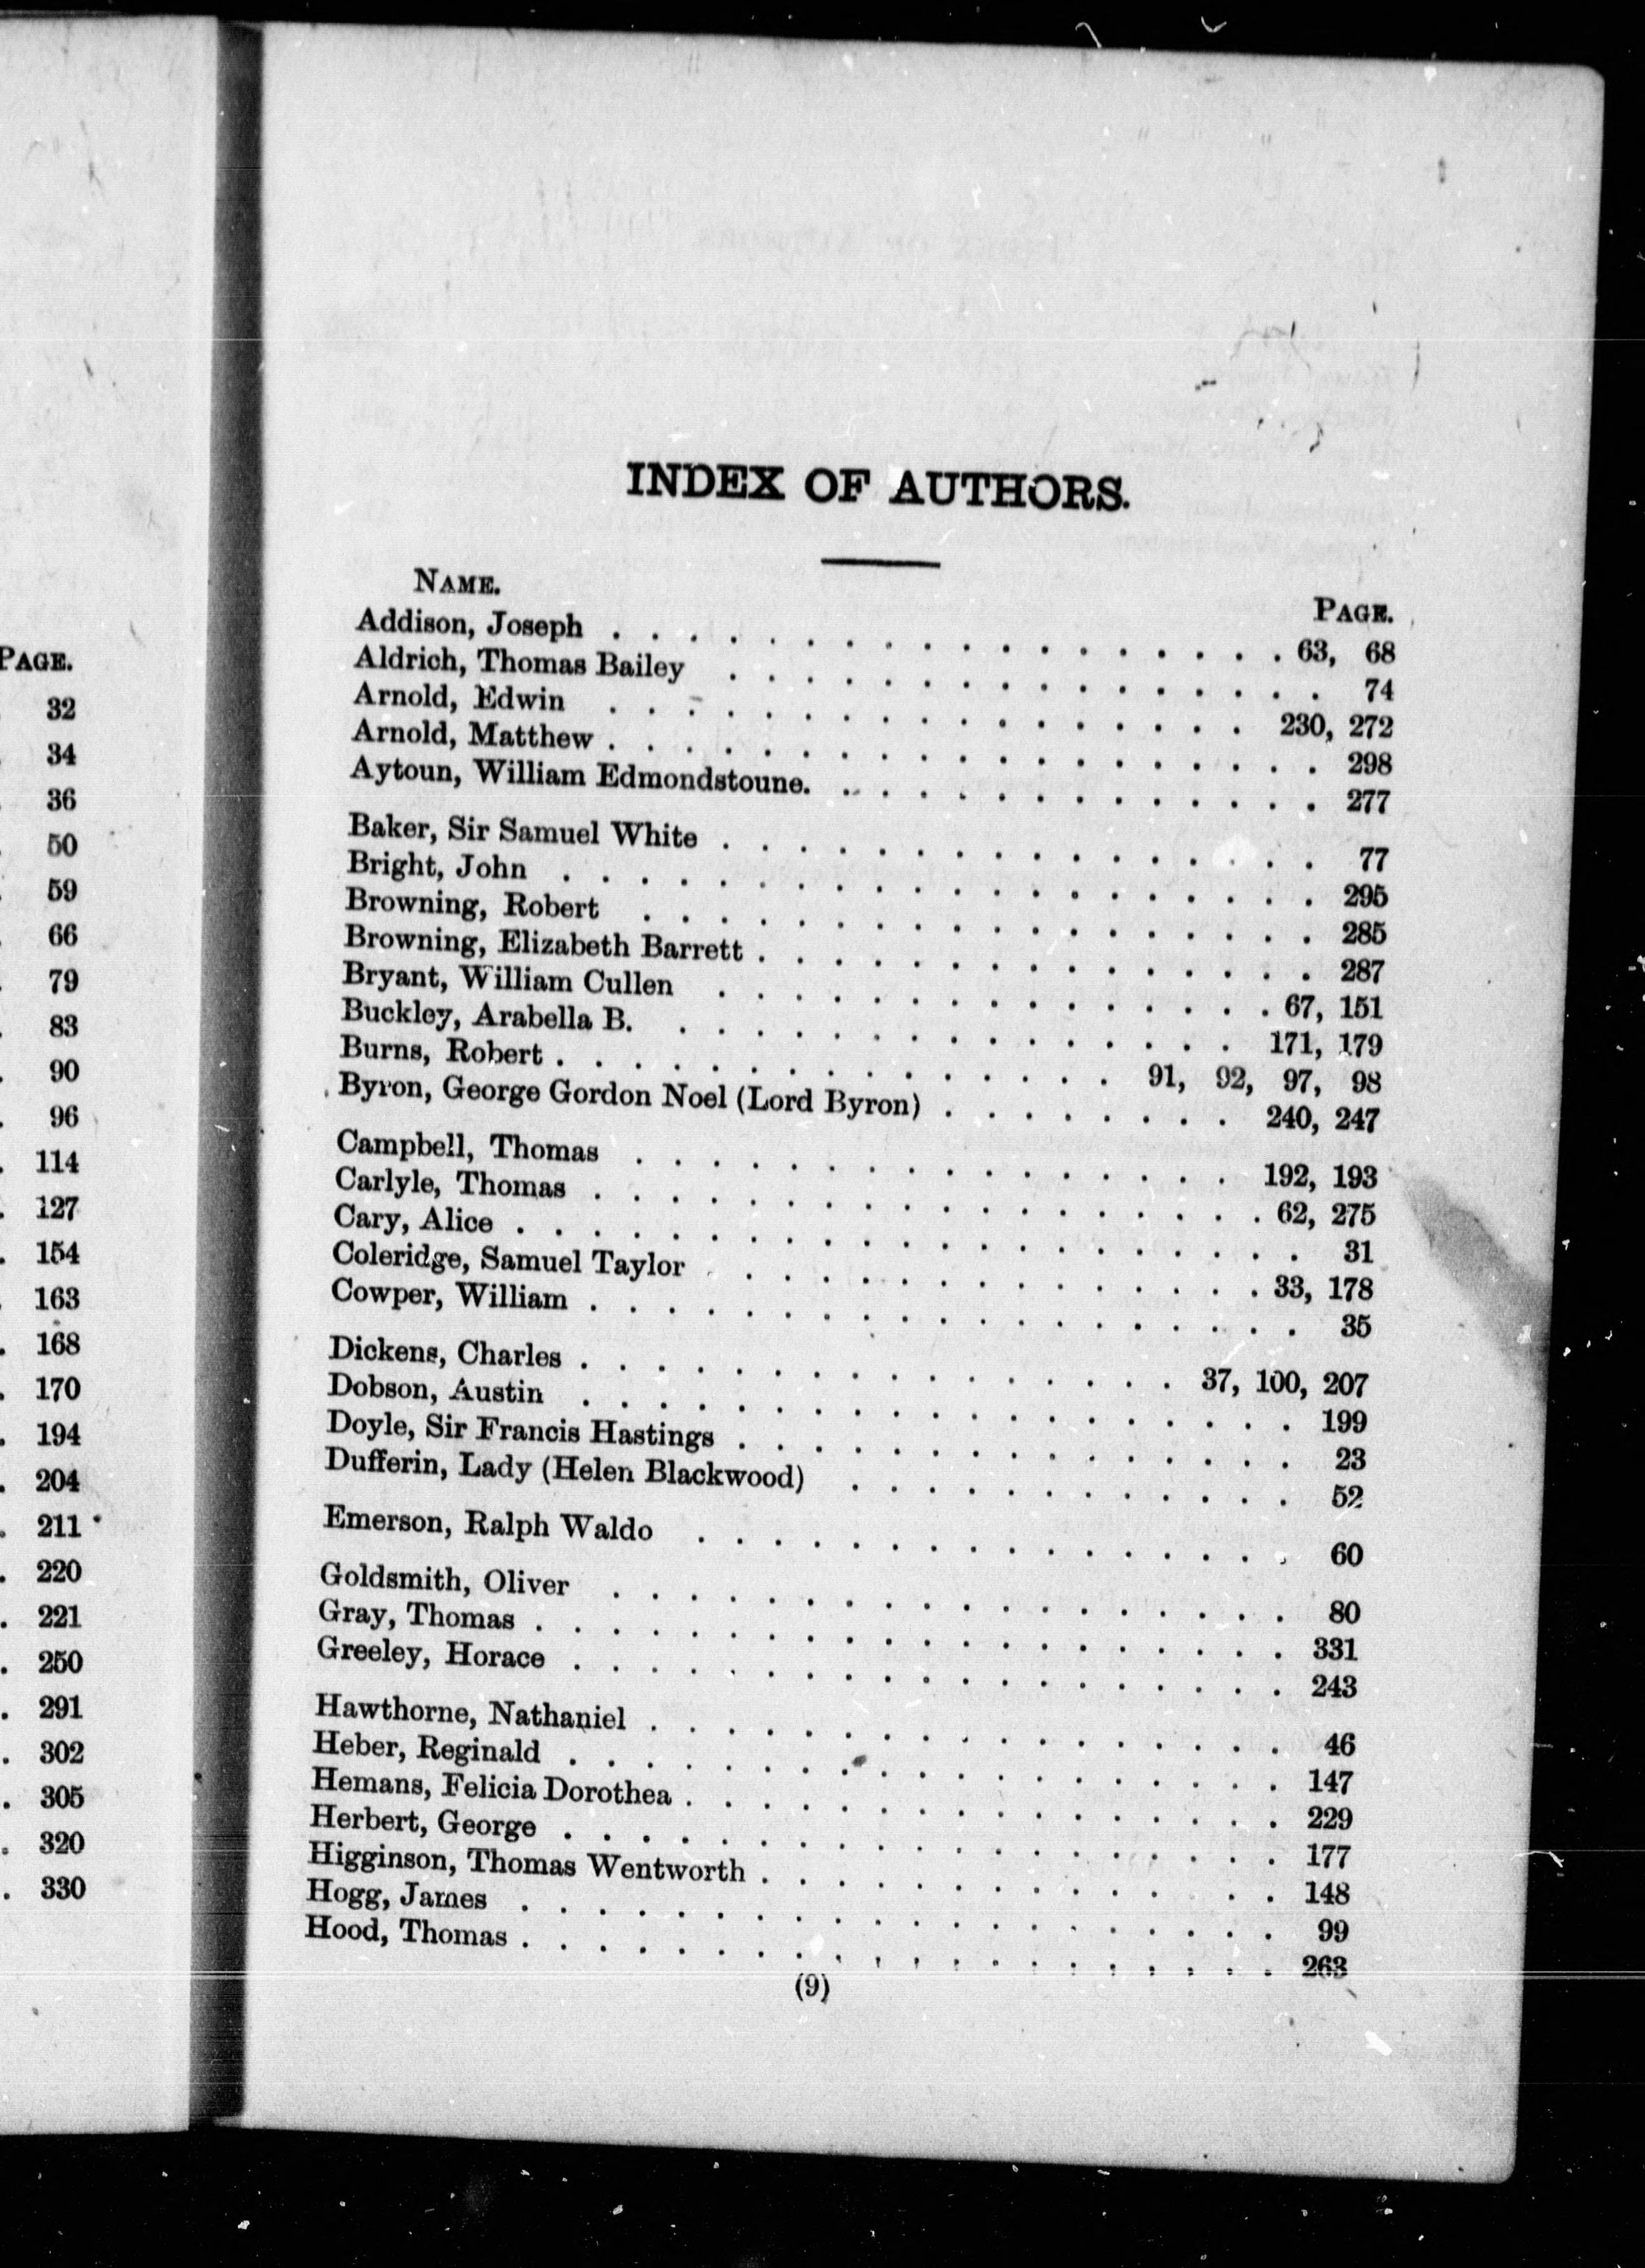 PAGE.
32
34
36
50
59
66
79
83
90
96
114
127
154
163
168
170
194
204
211
220
221
250
291
302
305
320
330
INDEX OF AUTHORS.
NAME.
PAGE.
Addison, Joseph . . . . . . . . . . . . . . . . . . 63, 68
Aldrich, Thomas Bailey . . . . . . . . . . . . . . . . 74
Arnold, Edwin . . . . . . . . . . . . . . . . . 230, 272
Arnold, Matthew . . . . . . . . . . . . . . . . . . . 298
Aytoun, William Edmondstoune. . . . . . . . . . . . . . 277
Baker, Sir Samuel White . . . . . . . . . . . . . . . . 77
Bright, John . . . . . . . . . . . . . . . . . . . . 295
Browning, Robert . . . . . . . . . . . . . . . . . . 285
Browning, Elizabeth Barrett . . . . . . . . . . . . . . . 287
Bryant, William Cullen . . . . . . . . . . . . . . . 67, 151
Buckley, Arabella B. . . . . . . . . . . . . . . . 171, 179
Burns, Robert . . . . . . . . . . . . . . . 91, 92, 97, 98
Byron, George Gordon Noel (Lord Byron) . . . . . . . . 240, 247
Campbell, Thomas . . . . . . . . . . . . . . . . 192, 193
Carlyle, Thomas . . . . . . . . . . . . . . . . . . 62, 275
Cary, Alice . . . . . . . . . . . . . . . . . . . . . 31
Coleridge, Samuel Taylor . . . . . . . . . . . . . . 33, 178
Cowper, William . . . . . . . . . . . . . . . . . . . 35
Dickens, Charles . . . . . . . . . . . . . . . . 37, 100, 207
Dobson, Austin . . . . . . . . . . . . . . . . . . . 199
Doyle, Sir Francis Hastings . . . . . . . . . . . . . . . 23
Dufferin, Lady (Helen Blackwood) . . . . . . . . . . . . 52
Emerson, Ralph Waldo . . . . . . . . . . . . . . . . 60
Goldsmith, Oliver . . . . . . . . . . . . . . . . . . 80
Gray, Thomas . . . . . . . . . . . . . . . . . . . . 331
Greeley, Horace . . . . . . . . . . . . . . . . . . . 243
Hawthorne, Nathaniel . . . . . . . . . . . . . . . . . 46
Heber, Reginald . . . . . . . . . . . . . . . . . . . 147
Hemans, Felicia Dorothea . . . . . . . . . . . . . . . . 229
Herbert, George . . . . . . . . . . . . . . . . . . . 177
Higginson, Thomas Wentworth . . . . . . . . . . . . . 148
Hogg, James . . . . . . . . . . . . . . . . . . . . 99
Hood, Thomas . . . . . . . . . . . . . . . . . . . . 263
(9)